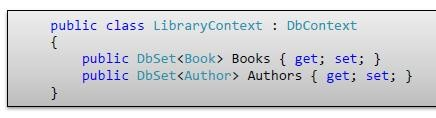 public class LibraryContext : DbContext
{
public DbSet<Book> Books { get; set; }
public DbSet<Author> Authors { get; set; }
}